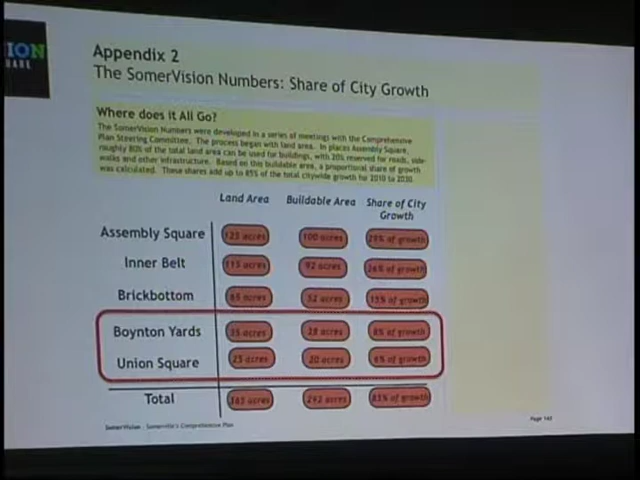 ION
Appendix 2
The SomerVision Numbers: Share of City Growth
Where does it All Go?
The SomerVision Numbers were developed in a series of meetings with the Comprehensive
Plan Steering Committee. The process began with land area. In places Assembly Square,
roughly 80% of the total land area can be used for buildings, with 20% reserved for roads, side-
walks and other infrastructure. Based on this buildable area, a proportional share of growth
was calculated. These shares add up to 85% of the total citywide growth for 2010 to 2030.
Land Area Buildable Area Share of City
Growth
Assembly Square 125 acres 100 acres 29% of growth
Inner Belt 115 acres 92 acres 26% of growth
Brickbottom 65 acres 52 acres 15% of growth
Boynton Yards 35 acres 28 acres 8% of growth
Union Square 25 acres 20 acres 6% of growth
Total 365 acres 292 acres 85% of growth
SomerVision Somerville's Comprehensive Plan
Page